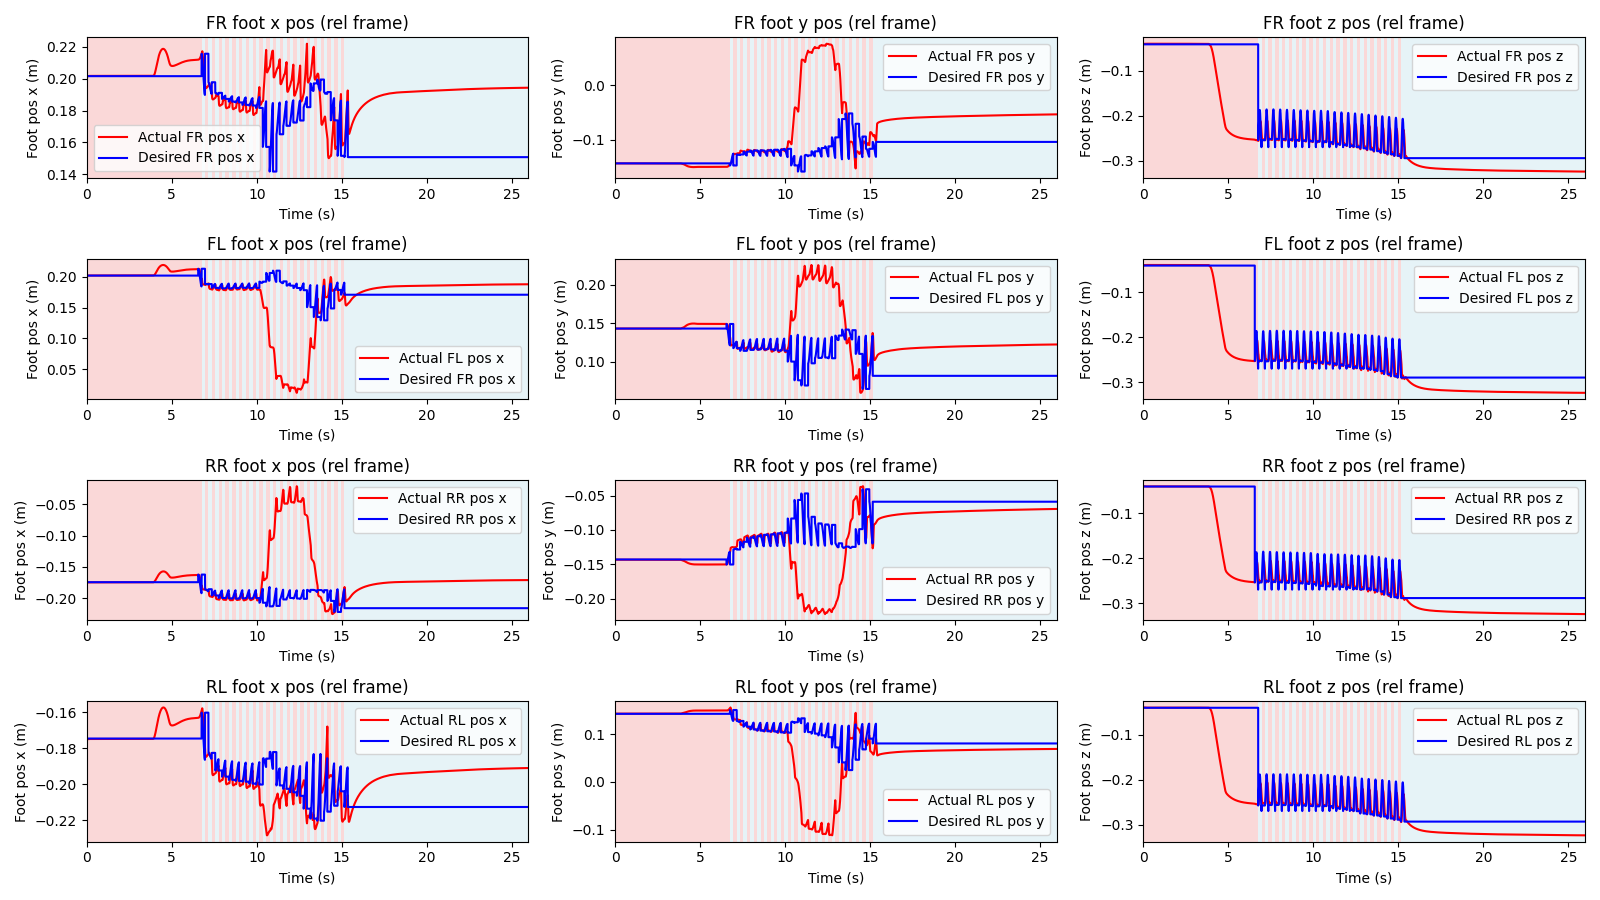 FR foot x pos (rel frame)
Foot pos x (m)
0.22
0.20
0.18
0.16
0.14
Actual FR pos x
Desired FR pos x
0 5 10 15 20 25
Time (s)
FR foot y pos (rel frame)
Foot pos y (m)
0.0
−0.1
Actual FR pos y
Desired FR pos y
0 5 10 15 20 25
Time (s)
FR foot z pos (rel frame)
Foot pos z (m)
−0.1
−0.2
−0.3
Actual FR pos z
Desired FR pos z
0 5 10 15 20 25
Time (s)
FL foot x pos (rel frame)
Foot pos x (m)
0.20
0.15
0.10
0.05
Actual FL pos x
Desired FR pos x
0 5 10 15 20 25
Time (s)
FL foot y pos (rel frame)
Foot pos y (m)
0.20
0.15
0.10
Actual FL pos y
Desired FL pos y
0 5 10 15 20 25
Time (s)
FL foot z pos (rel frame)
Foot pos z (m)
−0.1
−0.2
−0.3
Actual FL pos z
Desired FL pos z
0 5 10 15 20 25
Time (s)
RR foot x pos (rel frame)
Foot pos x (m)
−0.05
−0.10
−0.15
−0.20
Actual RR pos x
Desired RR pos x
0 5 10 15 20 25
Time (s)
RR foot y pos (rel frame)
Foot pos y (m)
−0.05
−0.10
−0.15
−0.20
Actual RR pos y
Desired RR pos y
0 5 10 15 20 25
Time (s)
RR foot z pos (rel frame)
Foot pos z (m)
−0.1
−0.2
−0.3
Actual RR pos z
Desired RR pos z
0 5 10 15 20 25
Time (s)
RL foot x pos (rel frame)
Foot pos x (m)
−0.16
−0.18
−0.20
−0.22
Actual RL pos x
Desired RL pos x
0 5 10 15 20 25
Time (s)
RL foot y pos (rel frame)
Foot pos y (m)
0.1
0.0
−0.1
Actual RL pos y
Desired RL pos y
0 5 10 15 20 25
Time (s)
RL foot z pos (rel frame)
Foot pos z (m)
−0.1
−0.2
−0.3
Actual RL pos z
Desired RL pos z
0 5 10 15 20 25
Time (s)